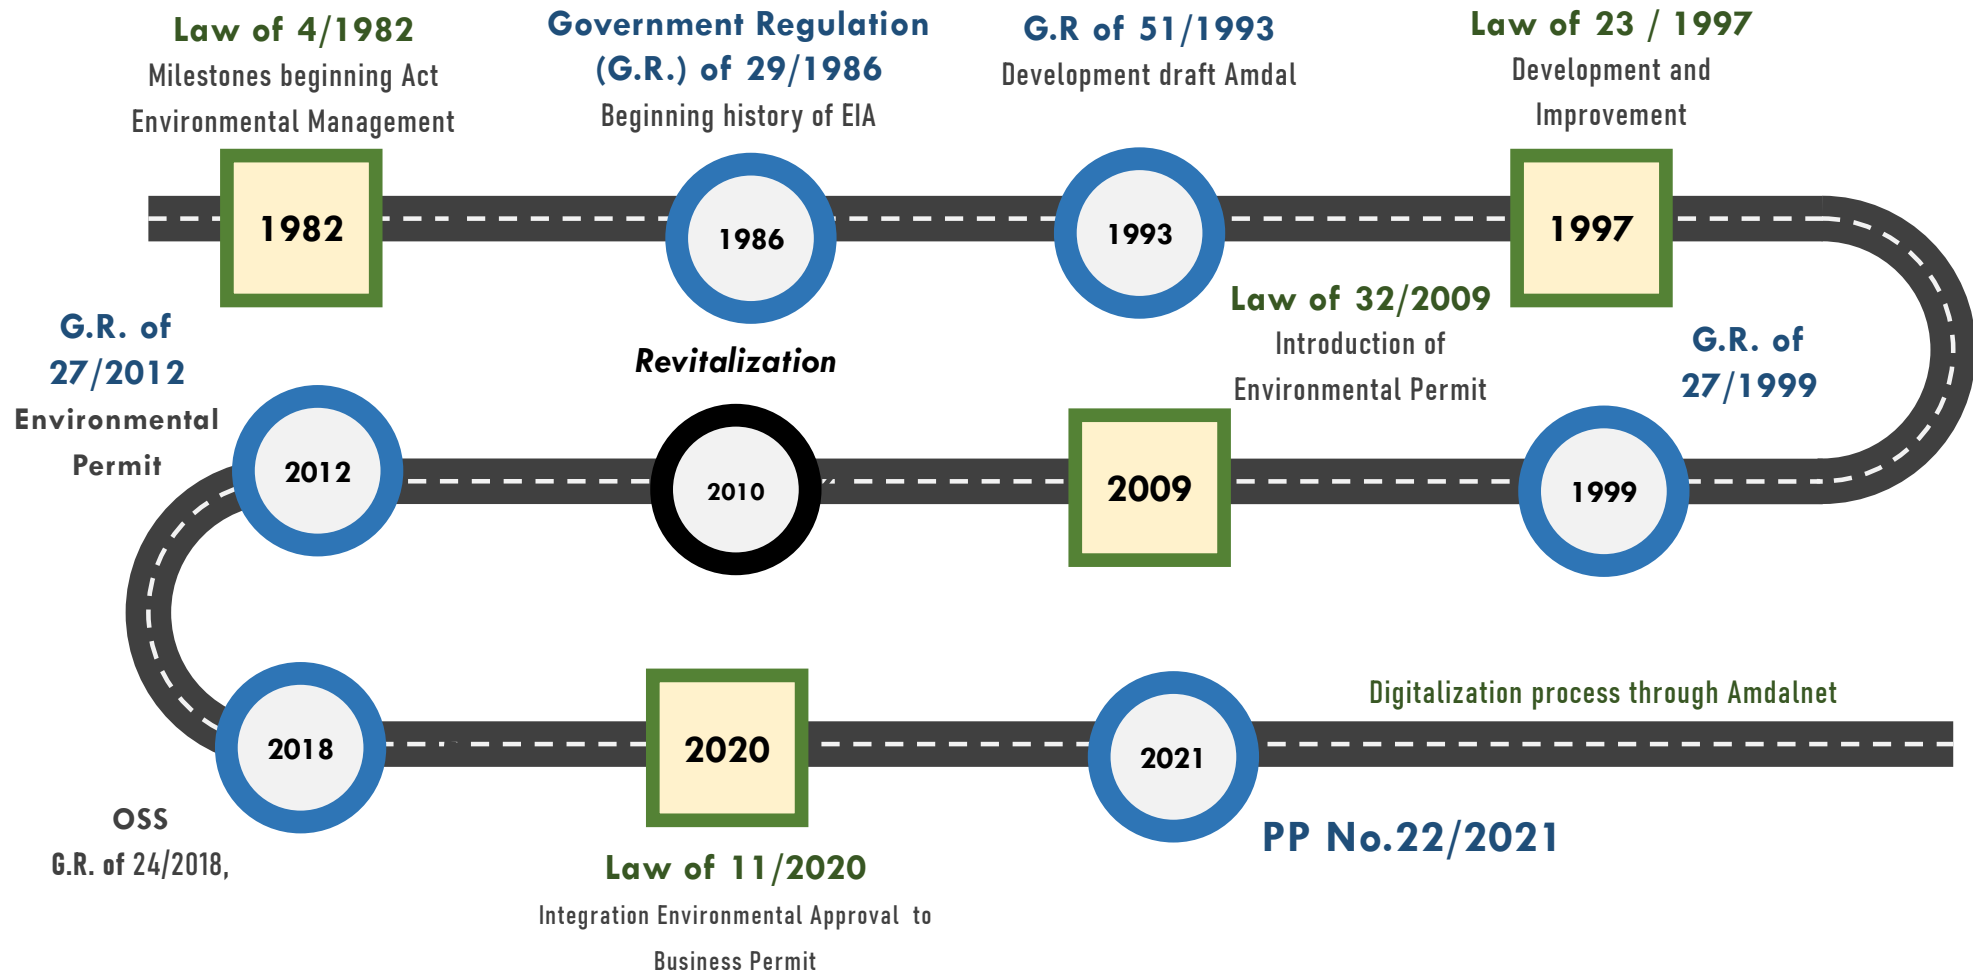 Law of 4/1982
Milestones beginning Act
Environmental Management
1982
Government Regulation
(G.R.) of 29/1986
Beginning history of EIA
1986
G.R of 51/1993
Development draft Amdal
1993
Law of 23 / 1997
Development and
Improvement
1997
G.R. of
27/1999
1999
Law of 32/2009
Introduction of
Environmental Permit
2009
Revitalization
2010
G.R. of
27/2012
Environmental
Permit
2012
2018
OSS
G.R. of 24/2018,
2020
Law of 11/2020
Integration Environmental Approval to
Business Permit
2021
PP No.22/2021
Digitalization process through Amdalnet